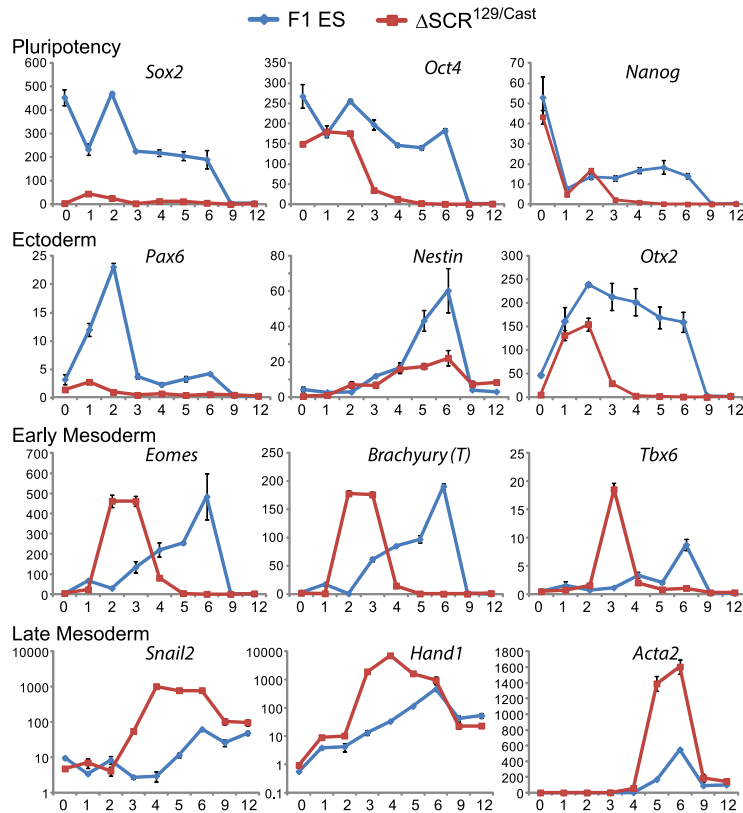 F1 ES ΔSCR129/Cast
Pluripotency
Sox2 Oct4 Nanog
600 350 70
500 300 60
400 250 50
300 200 40
200 150 30
100 100 20
0 50 10
0 0
0 1 2 3 4 5 6 9 12 0 1 2 3 4 5 6 9 12 0 1 2 3 4 5 6 9 12
Ectoderm
Pax6 Nestin Otx2
25 80 300
20 60 250
15 40 200
10 20 150
5 0 100
0 50
0
0 1 2 3 4 5 6 9 12 0 1 2 3 4 5 6 9 12 0 1 2 3 4 5 6 9 12
Early Mesoderm
Eomes Brachyury (T) Tbx6
700 250 25
600 200 20
500 150 15
400 100 10
300 50 5
200 0 0
100
0
0 1 2 3 4 5 6 9 12 0 1 2 3 4 5 6 9 12 0 1 2 3 4 5 6 9 12
Late Mesoderm
Snail2 Hand1 Acta2
10000 10000 1800
1000 1000 1600
100 100 1400
10 10 1200
1 1 1000
0.1 800
600
400
200
0
0 1 2 3 4 5 6 9 12 0 1 2 3 4 5 6 9 12 0 1 2 3 4 5 6 9 12